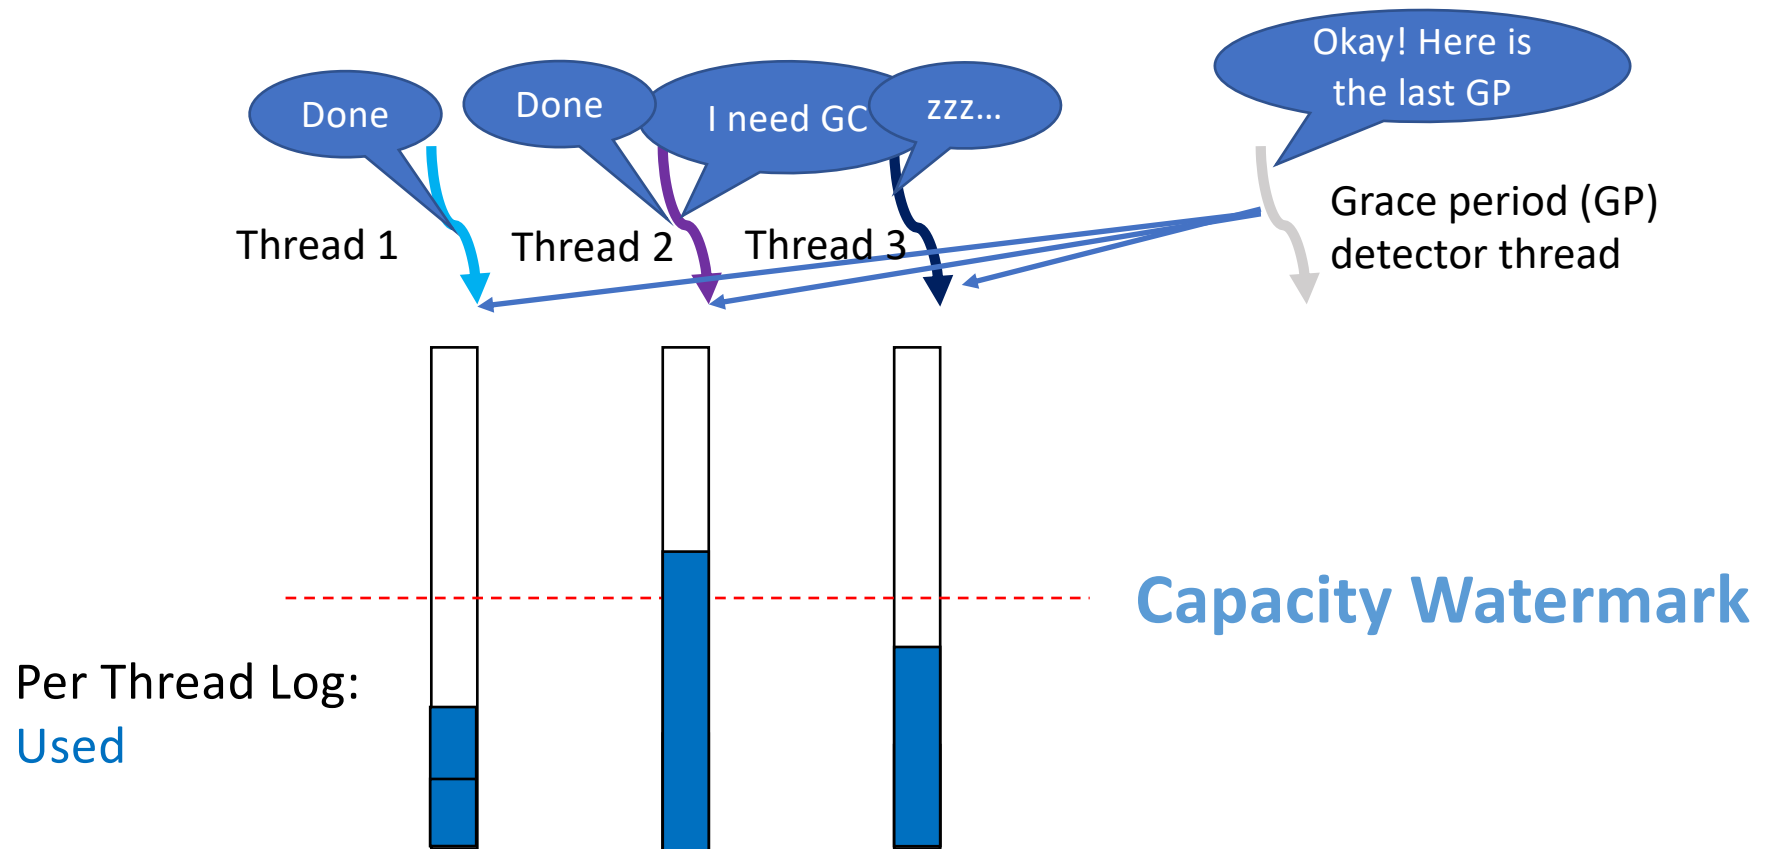 Okay! Here is
the last GP
Done
Done
I need GC
zzz...
Grace period (GP)
detector thread
Thread 1
Thread 2
Thread 3
Capacity Watermark
Per Thread Log:
Used